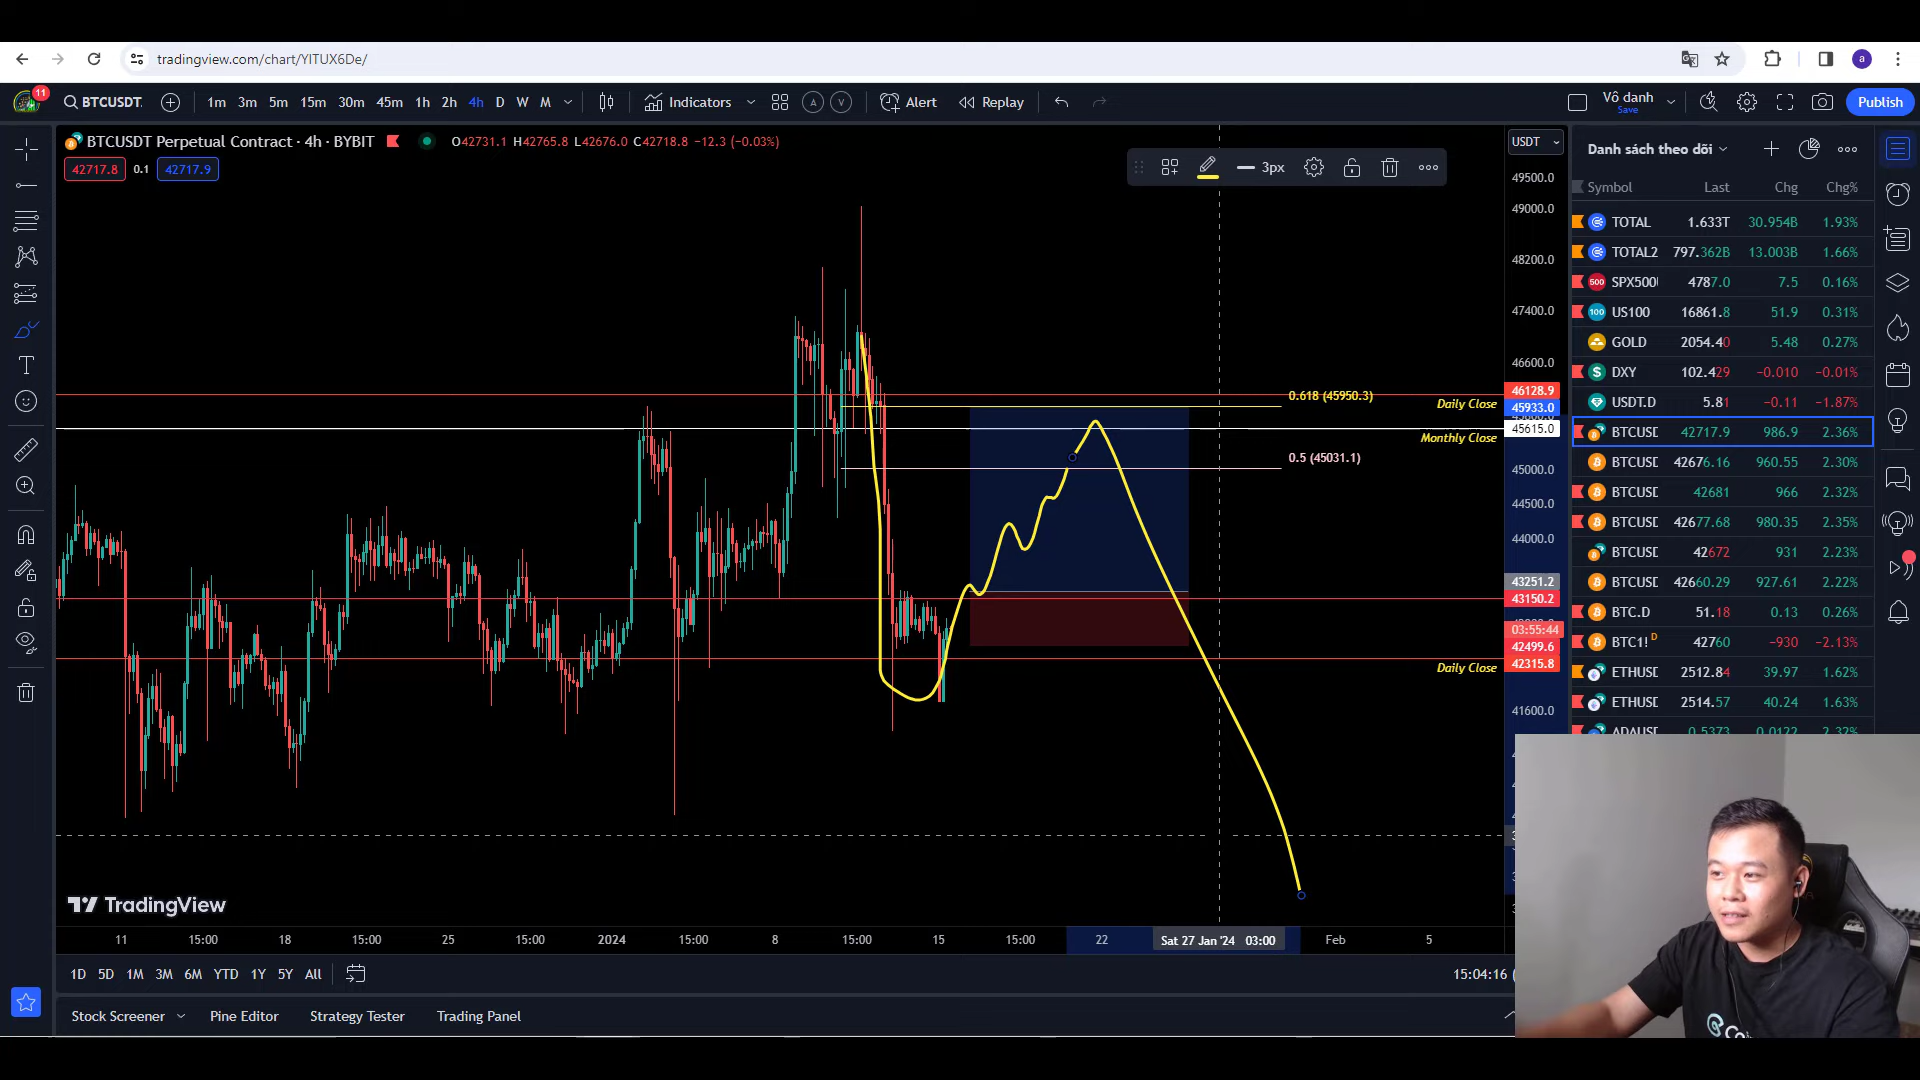 tradingview.com/chart/YITUX6De/
a
11
BTCUSDT.
1m 3m 5m 15m 30m 45m 1h 2h 4h D W M
Indicators
A V
Alert
Replay
Vô danh
Save
Publish
BTCUSDT Perpetual Contract · 4h · BYBIT
O42731.1 H42765.8 L42676.0 C42718.8 −12.3 (−0.03%)
42717.8 0.1 42717.9
3px
USDT
49500.0
49000.0
48200.0
47400.0
46600.0
46128.9
45933.0
45615.0
45000.0
44500.0
44000.0
43251.2
43150.2
03:55:44
42499.6
42315.8
41600.0
0.618 (45950.3)
Daily Close
Monthly Close
0.5 (45031.1)
Daily Close
TradingView
11 15:00 18 15:00 25 15:00 2024 15:00 8 15:00 15 15:00 22 Sat 27 Jan '24 03:00 Feb 5
1D 5D 1M 3M 6M YTD 1Y 5Y All
15:04:16 (
Stock Screener
Pine Editor
Strategy Tester
Trading Panel
Danh sách theo dõi
Symbol Last Chg Chg%
TOTAL 1.633T 30.954B 1.93%
TOTAL2 797.362B 13.003B 1.66%
500 SPX500 4787.0 7.5 0.16%
100 US100 16861.8 51.9 0.31%
GOLD 2054.40 5.48 0.27%
DXY 102.429 −0.010 −0.01%
USDT.D 5.81 −0.11 −1.87%
BTCUSD 42717.9 986.9 2.36%
BTCUSD 42676.16 960.55 2.30%
BTCUSD 42681 966 2.32%
BTCUSD 42677.68 980.35 2.35%
BTCUSD 42672 931 2.23%
BTCUSD 42660.29 927.61 2.22%
BTC.D 51.18 0.13 0.26%
BTC1! D 42760 −930 −2.13%
ETHUSD 2512.84 39.97 1.62%
ETHUSD 2514.57 40.24 1.63%
ADAUSD 0.5373 0.0122 2.32%